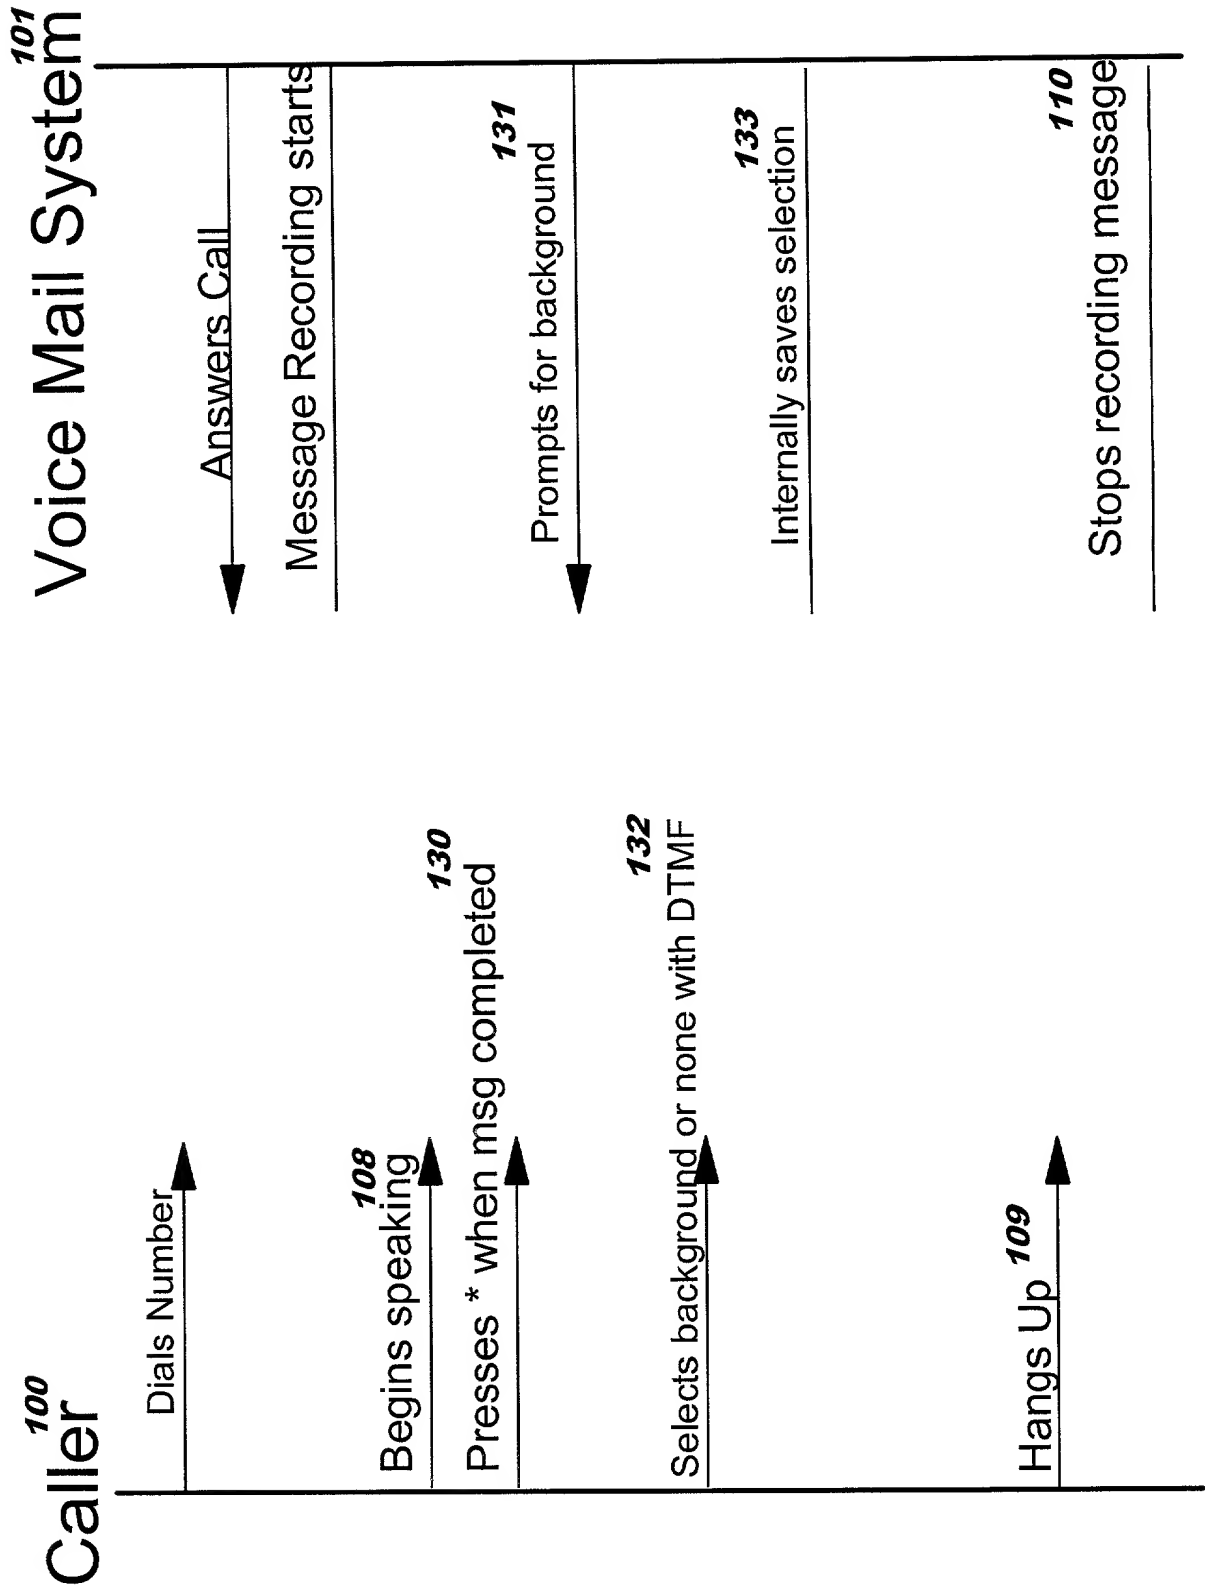 Caller 100
Voice Mail System 101
Dials Number
Answers Call
Message Recording starts
108
Begins speaking
130
Presses * when msg completed
131
Prompts for background
132
Selects background or none with DTMF
133
Internally saves selection
Hangs Up 109
110
Stops recording message